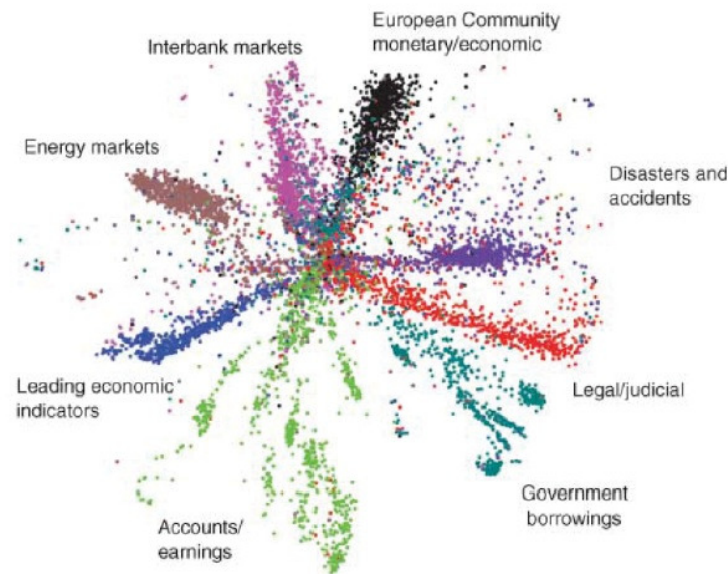 European Community
monetary/economic
Interbank markets
Energy markets
Disasters and
accidents
Leading economic
indicators
Legal/judicial
Government
borrowings
Accounts/
earnings